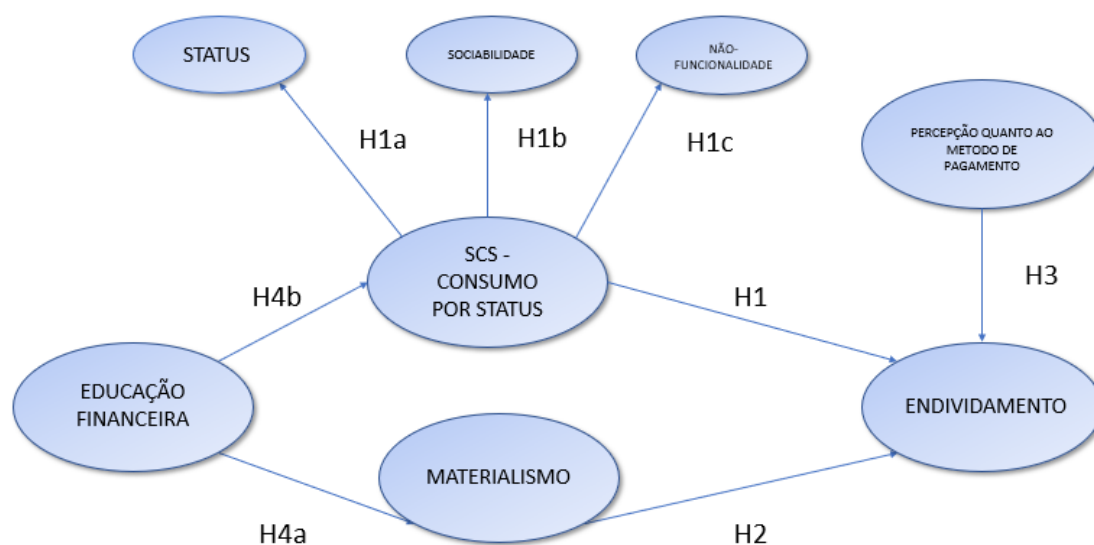 STATUS
SOCIABILIDADE
NÃO-
FUNCIONALIDADE
PERCEPÇÃO QUANTO AO
METODO DE
PAGAMENTO
H1a
H1b
H1c
SCS -
CONSUMO
POR STATUS
H3
H4b
H1
EDUCAÇÃO
FINANCEIRA
ENDIVIDAMENTO
MATERIALISMO
H4a
H2